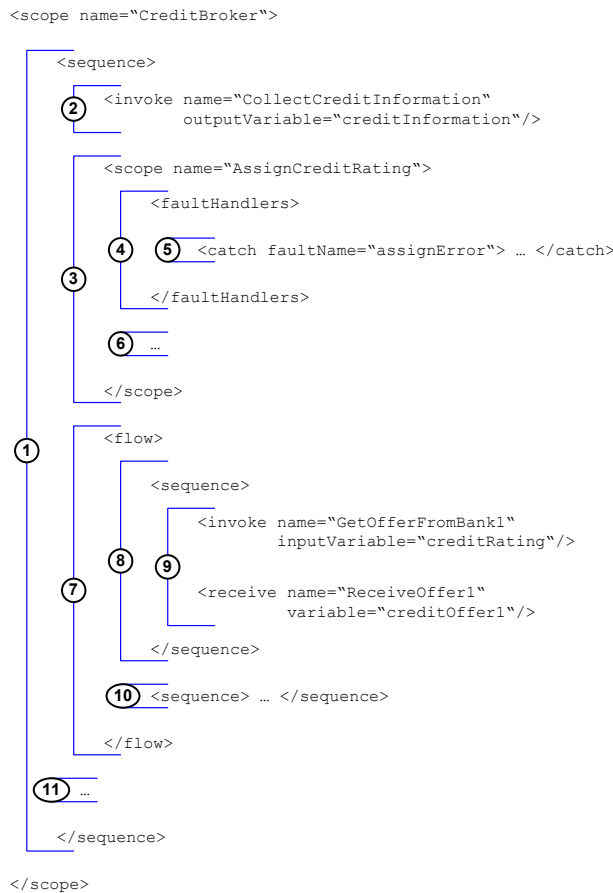 <scope name=“CreditBroker“>
<sequence>
2 <invoke name=“CollectCreditInformation“
outputVariable=“creditInformation“/>
<scope name=“AssignCreditRating“>
<faultHandlers>
4 5 <catch faultName=“assignError“> … </catch>
3
</faultHandlers>
6 …
</scope>
<flow>
1
<sequence>
<invoke name=“GetOfferFromBank1“
inputVariable=“creditRating“/>
8 9
7 <receive name=“ReceiveOffer1“
variable=“creditOffer1“/>
</sequence>
10 <sequence> … </sequence>
</flow>
11 …
</sequence>
</scope>